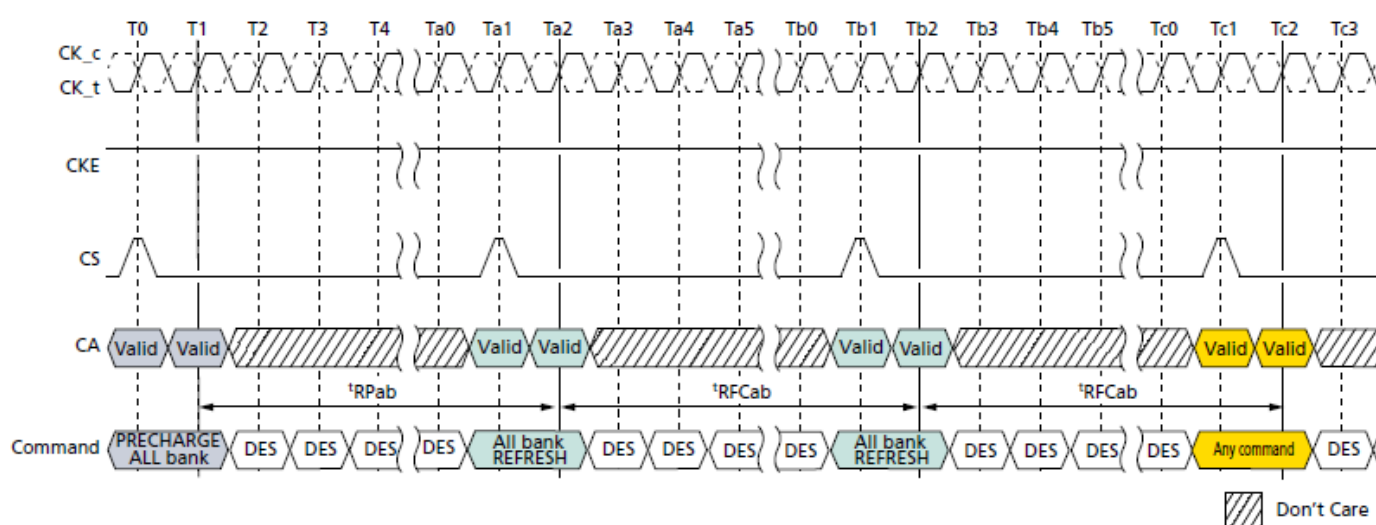 T0 T1 T2 T3 T4 Ta0 Ta1 Ta2 Ta3 Ta4 Ta5 Tb0 Tb1 Tb2 Tb3 Tb4 Tb5 Tc0 Tc1 Tc2 Tc3
CK_c
CK_t
CKE
CS
CA Valid Valid Valid Valid Valid Valid Valid Valid
tRPab tRFCab tRFCab
Command PRECHARGE ALL bank DES DES DES DES All bank REFRESH DES DES DES DES All bank REFRESH DES DES DES DES Any command DES
Don't Care